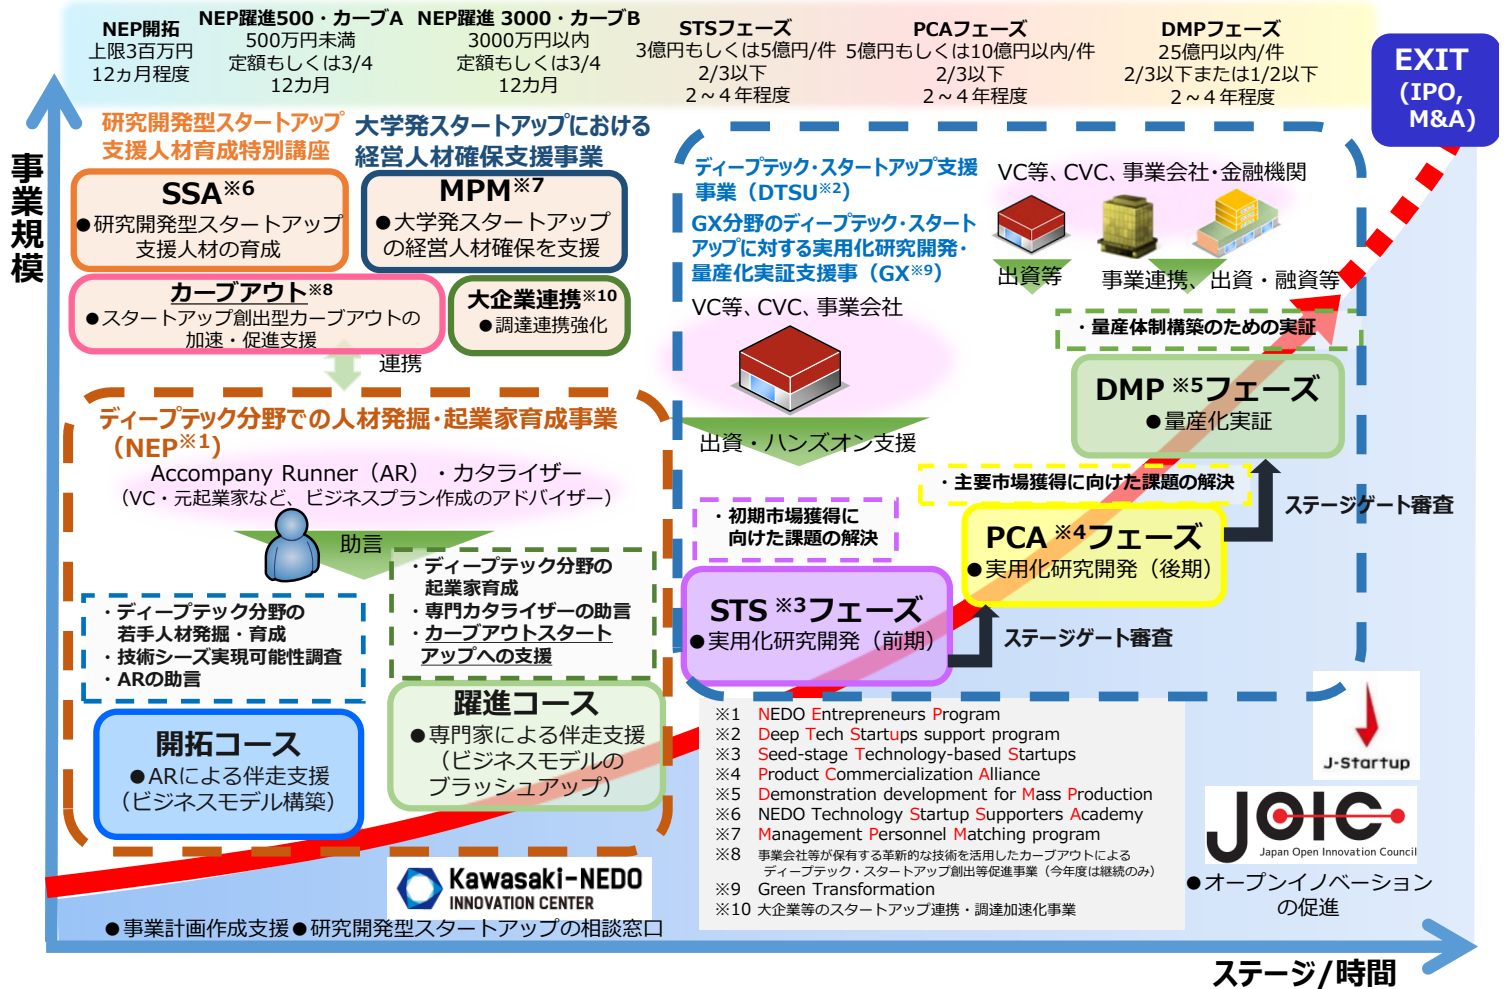 NEP開拓
上限3百万円
12ヵ月程度
NEP躍進500・カーブA
500万円未満
定額もしくは3/4
12カ月
NEP躍進 3000・カーブB
3000万円以内
定額もしくは3/4
12カ月
STSフェーズ
3億円もしくは5億円/件
2/3以下
2～4年程度
PCAフェーズ
5億円もしくは10億円以内/件
2/3以下
2～4年程度
DMPフェーズ
25億円以内/件
2/3以下または1/2以下
2～4年程度
EXIT
(IPO,
M&A)
事業規模
研究開発型スタートアップ
支援人材育成特別講座
SSA※6
●研究開発型スタートアップ
支援人材の育成
大学発スタートアップにおける
経営人材確保支援事業
MPM※7
●大学発スタートアップ
の経営人材確保を支援
カーブアウト※8
●スタートアップ創出型カーブアウトの
加速・促進支援
大企業連携※10
●調達連携強化
連携
ディープテック・スタートアップ支援
事業（DTSU※2）
GX分野のディープテック・スタート
アップに対する実用化研究開発・
量産化実証支援事（GX※9）
VC等、CVC、事業会社
出資・ハンズオン支援
VC等、CVC、事業会社・金融機関
出資等
事業連携、出資・融資等
・量産体制構築のための実証
DMP ※5フェーズ
●量産化実証
・主要市場獲得に向けた課題の解決
ステージゲート審査
PCA ※4フェーズ
●実用化研究開発（後期）
・初期市場獲得に
向けた課題の解決
STS ※3フェーズ
●実用化研究開発（前期）
ステージゲート審査
ディープテック分野での人材発掘・起業家育成事業
（NEP※1）
Accompany Runner（AR）・カタライザー
（VC・元起業家など、ビジネスプラン作成のアドバイザー）
助言
・ディープテック分野の
若手人材発掘・育成
・技術シーズ実現可能性調査
・ARの助言
・ディープテック分野の
起業家育成
・専門カタライザーの助言
・カーブアウトスタート
アップへの支援
開拓コース
●ARによる伴走支援
（ビジネスモデル構築）
躍進コース
●専門家による伴走支援
（ビジネスモデルの
ブラッシュアップ）
※1 NEDO Entrepreneurs Program
※2 Deep Tech Startups support program
※3 Seed-stage Technology-based Startups
※4 Product Commercialization Alliance
※5 Demonstration development for Mass Production
※6 NEDO Technology Startup Supporters Academy
※7 Management Personnel Matching program
※8 事業会社等が保有する革新的な技術を活用したカーブアウトによる
ディープテック・スタートアップ創出等促進事業（今年度は継続のみ）
※9 Green Transformation
※10 大企業等のスタートアップ連携・調達加速化事業
J-Startup
JOIC
Japan Open Innovation Council
●オープンイノベーション
の促進
Kawasaki-NEDO
INNOVATION CENTER
●事業計画作成支援●研究開発型スタートアップの相談窓口
ステージ/時間